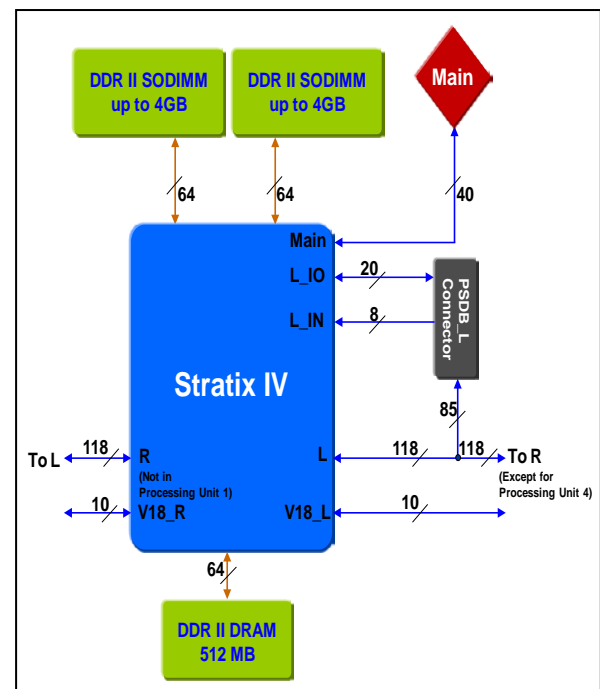 DDR II SODIMM
up to 4GB
DDR II SODIMM
up to 4GB
Main
64
64
40
Main
L_IO
20
L_IN
8
PSDB_L
Connector
Stratix IV
85
To L
118
R
(Not in
Processing Unit 1)
L
118
118
To R
(Except for
Processing Unit 4)
10
V18_R
V18_L
10
64
DDR II DRAM
512 MB